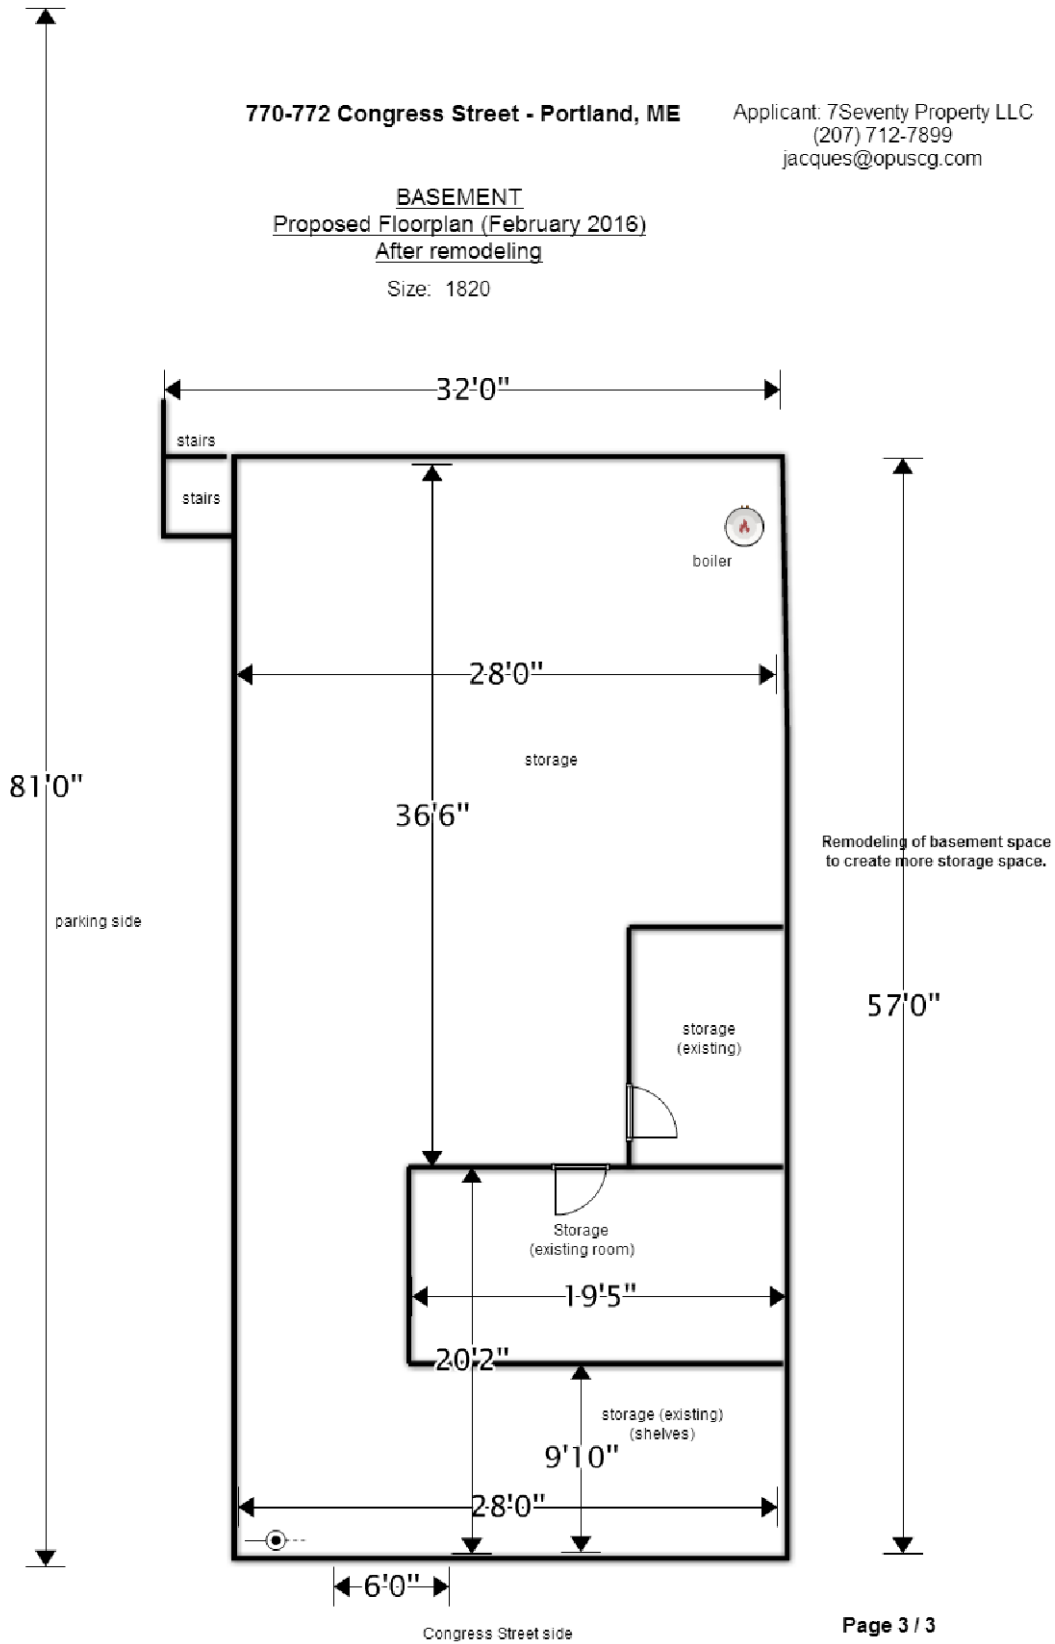 770-772 Congress Street - Portland, ME
Applicant: 7Seventy Property LLC
(207) 712-7899
jacques@opuscg.com
BASEMENT
Proposed Floorplan (February 2016)
After remodeling
Size: 1820
32'0"
stairs
stairs
boiler
28'0"
storage
81'0"
36'6"
Remodeling of basement space
to create more storage space.
parking side
57'0"
storage
(existing)
Storage
(existing room)
19'5"
20'2"
storage (existing)
(shelves)
9'10"
28'0"
6'0"
Congress Street side
Page 3 / 3